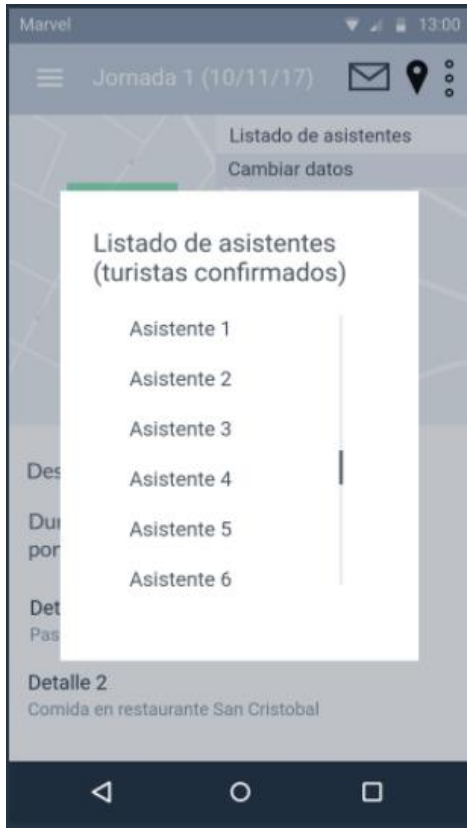 Marvel 13:00
Jornada 1 (10/11/17)
Listado de asistentes
Cambiar datos
Listado de asistentes
(turistas confirmados)
Asistente 1
Asistente 2
Asistente 3
Asistente 4
Asistente 5
Asistente 6
Detalle 2
Comida en restaurante San Cristobal